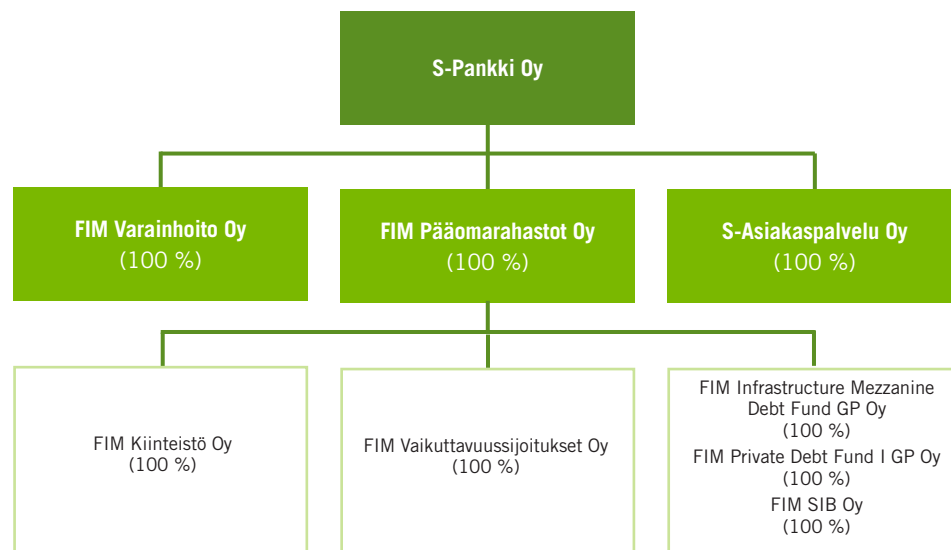 S-Pankki Oy
FIM Varainhoito Oy
(100 %)
FIM Pääomarahastot Oy
(100 %)
S-Asiakaspalvelu Oy
(100 %)
FIM Kiinteistö Oy
(100 %)
FIM Vaikuttavuussijoitukset Oy
(100 %)
FIM Infrastructure Mezzanine
Debt Fund GP Oy
(100 %)
FIM Private Debt Fund I GP Oy
(100 %)
FIM SIB Oy
(100 %)